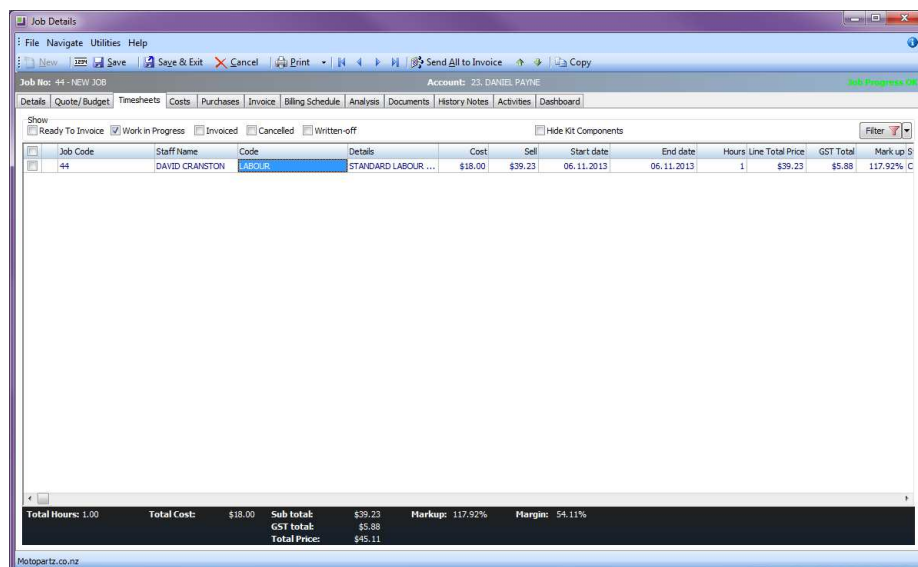 Job Details
File Navigate Utilities Help
New Save Save & Exit Cancel Print Send All to Invoice Copy
Job No: 44 - NEW JOB Account: 23. DANIEL PAYNE Job Progress OK
Details Quote/ Budget Timesheets Costs Purchases Invoice Billing Schedule Analysis Documents History Notes Activities Dashboard
Show
Ready To Invoice Work in Progress Invoiced Cancelled Written-off Hide Kit Components Filter
Job Code Staff Name Code Details Cost Sell Start date End date Hours Line Total Price GST Total Mark up S
44 DAVID CRANSTON LABOUR STANDARD LABOUR ... $18.00 $39.23 06.11.2013 06.11.2013 1 $39.23 $5.88 117.92% C
Total Hours: 1.00 Total Cost: $18.00 Sub total: $39.23 Markup: 117.92% Margin: 54.11%
GST total: $5.88
Total Price: $45.11
Motopartz.co.nz